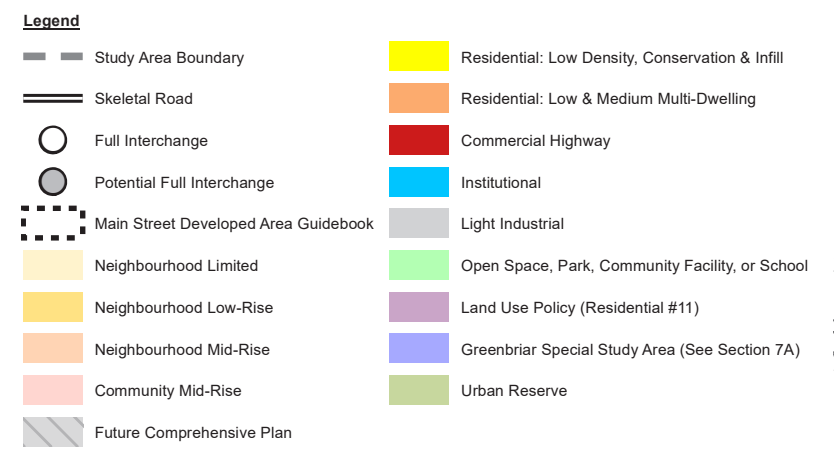 Legend
Study Area Boundary
Skeletal Road
Full Interchange
Potential Full Interchange
Main Street Developed Area Guidebook
Neighbourhood Limited
Neighbourhood Low-Rise
Neighbourhood Mid-Rise
Community Mid-Rise
Future Comprehensive Plan
Residential: Low Density, Conservation & Infill
Residential: Low & Medium Multi-Dwelling
Commercial Highway
Institutional
Light Industrial
Open Space, Park, Community Facility, or School
Land Use Policy (Residential #11)
Greenbriar Special Study Area (See Section 7A)
Urban Reserve